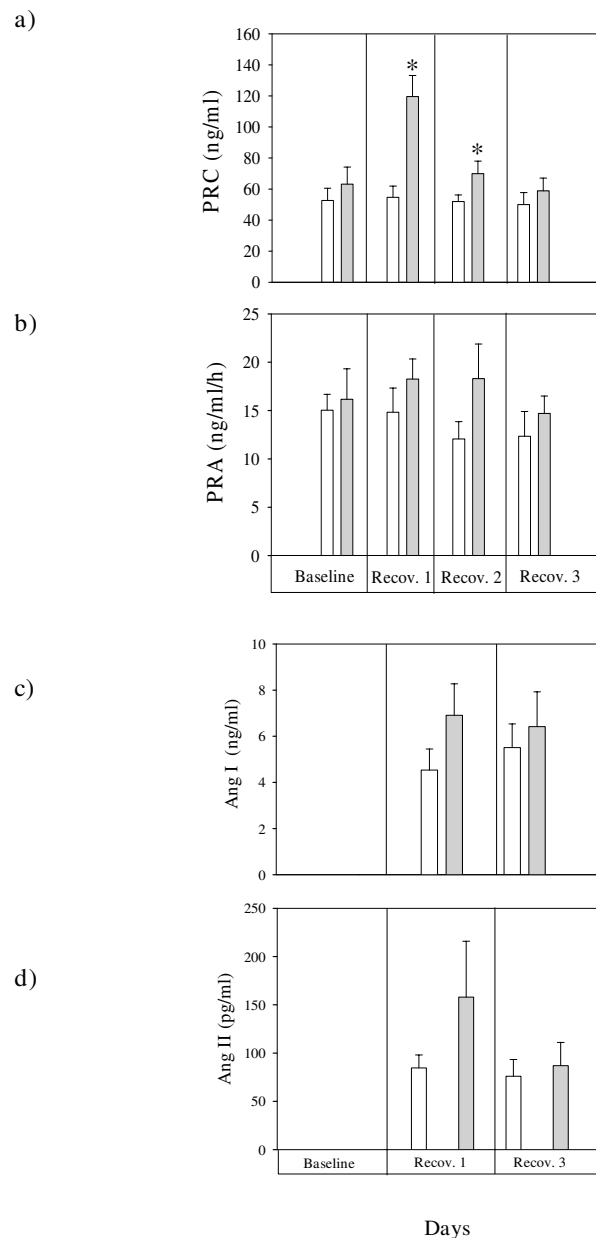 a)
PRC (ng/ml)
160
140
120
100
80
60
40
20
0
*
*
b)
PRA (ng/ml/h)
25
20
15
10
5
0
Baseline Recov. 1 Recov. 2 Recov. 3
c)
Ang I (ng/ml)
10
8
6
4
2
0
d)
Ang II (pg/ml)
250
200
150
100
50
0
Baseline Recov. 1 Recov. 3
Days